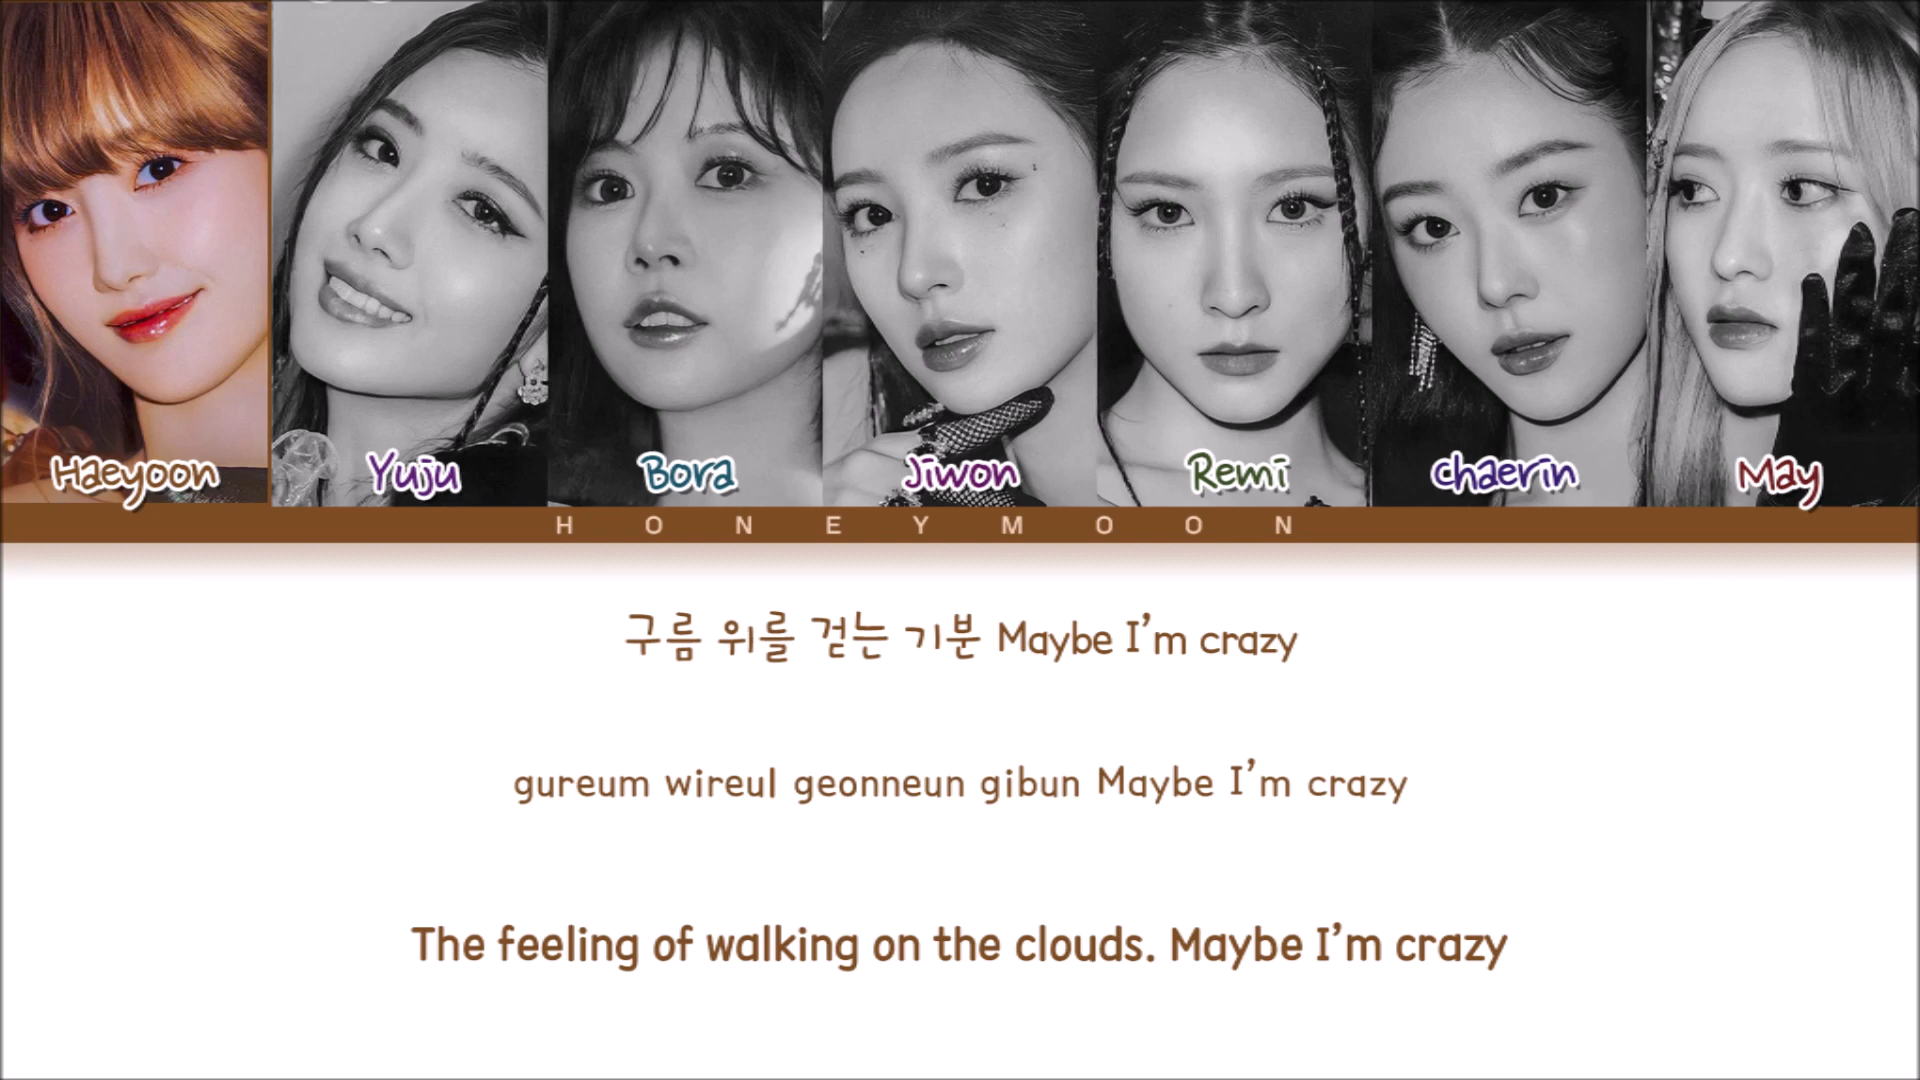 Haeyoon
Yuju
Bora
Jiwon
Remi
chaerin
May
HONEYMOON
구름 위를 걷는 기분 Maybe I'm crazy
gureum wireul geonneun gibun Maybe I'm crazy
The feeling of walking on the clouds. Maybe I'm crazy